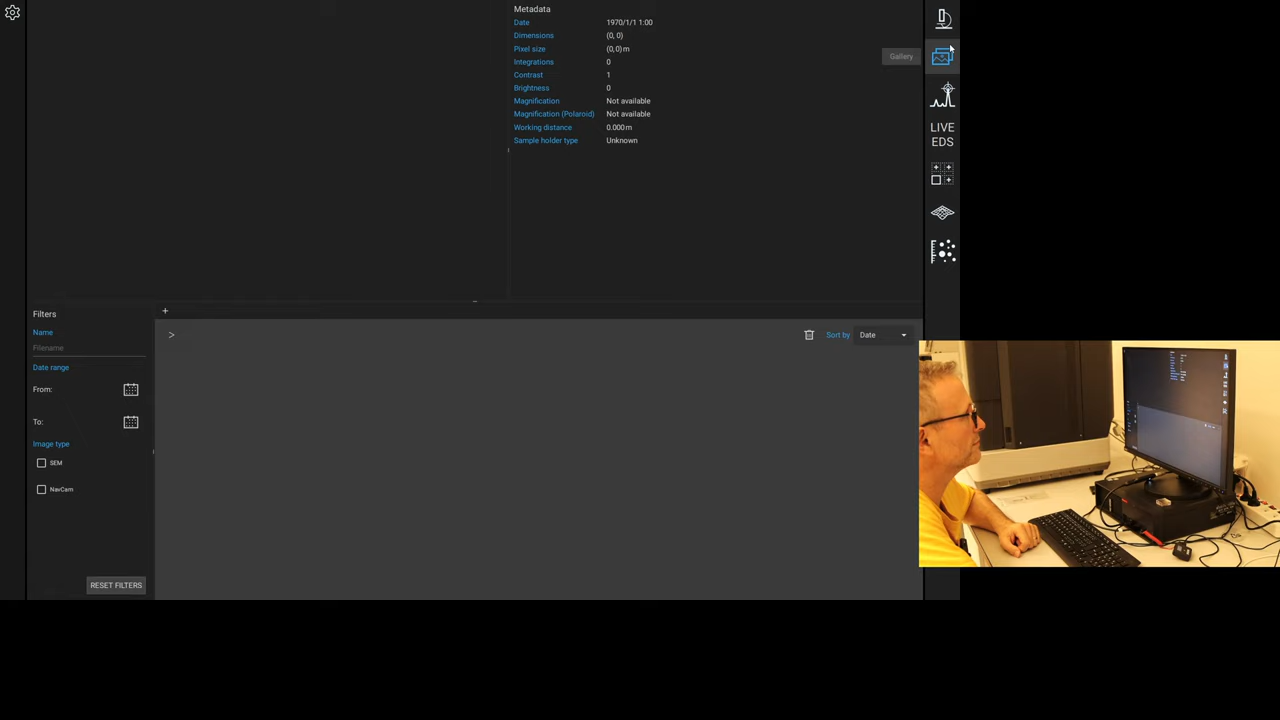 Metadata
Date 1970/1/1 1:00
Dimensions (0, 0)
Pixel size (0,0) m
Integrations 0
Contrast 1
Brightness 0
Magnification Not available
Magnification (Polaroid) Not available
Working distance 0.000 m
Sample holder type Unknown
Gallery
LIVE
EDS
Filters
Name
Filename
Date range
From:
To:
Image type
SEM
NavCam
RESET FILTERS
+
>
Sort by Date